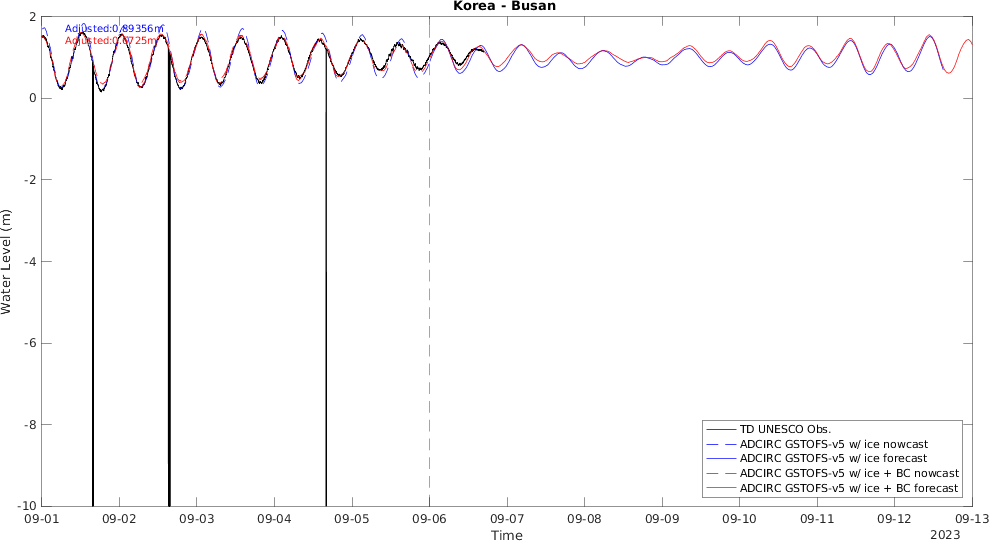 Korea - Busan
Adjusted:0.89356m
Water Level (m)
2
0
-2
-4
-6
-8
-10
09-01
09-02
09-03
09-04
09-05
09-06
09-07
09-08
09-09
09-10
09-11
09-12
09-13
Time
2023
TD UNESCO Obs.
ADCIRC GSTOFS-v5 w/ ice nowcast
ADCIRC GSTOFS-v5 w/ ice forecast
ADCIRC GSTOFS-v5 w/ ice + BC nowcast
ADCIRC GSTOFS-v5 w/ ice + BC forecast